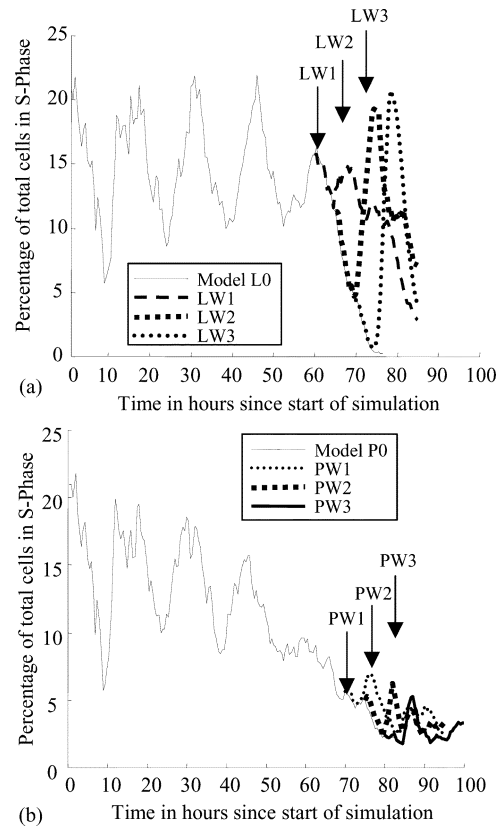 LW3
LW2
LW1
25
20
15
10
5
0
Percentage of total cells in S-Phase
Model L0
LW1
LW2
LW3
0 10 20 30 40 50 60 70 80 90 100
(a)
Time in hours since start of simulation
20
25
15
10
5
0
Percentage of total cells in S-Phase
Model P0
PW1
PW2
PW3
PW3
PW2
PW1
0 10 20 30 40 50 60 70 80 90 100
(b)
Time in hours since start of simulation